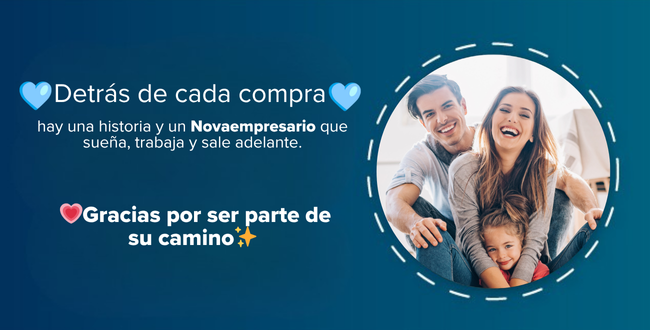 🩵Detrás de cada compra🩵
hay una historia y un Novaempresario que
sueña, trabaja y sale adelante.
❤️Gracias por ser parte de
su camino✨